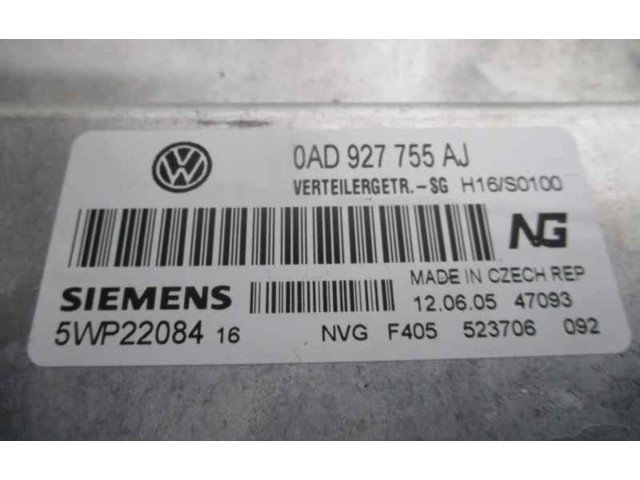 0AD 927 755 AJ
VERTEILERGETR.-SG H16/S0100
NG
MADE IN CZECH REP
SIEMENS 12.06.05 47093
5WP22084 16 NVG F405 523706 092